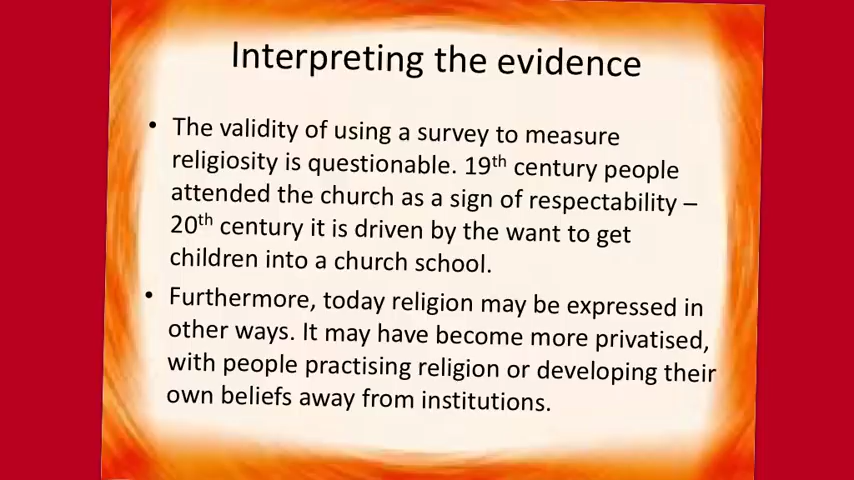 Interpreting the evidence
• The validity of using a survey to measure
religiosity is questionable. 19th century people
attended the church as a sign of respectability –
20th century it is driven by the want to get
children into a church school.
• Furthermore, today religion may be expressed in
other ways. It may have become more privatised,
with people practising religion or developing their
own beliefs away from institutions.